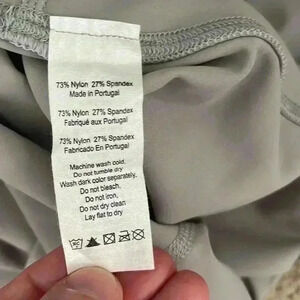 73% Nylon 27% Spandex
Made in Portugal
73% Nylon 27% Spandex
Fabriqué aux Portugal
73% Nylon 27% Spandex
Fabricado En Portugal
Machine wash cold.
Do not tumble dry
Wash dark color separately.
Do not bleach,
Do not iron,
Do not dry clean
Lay flat to dry